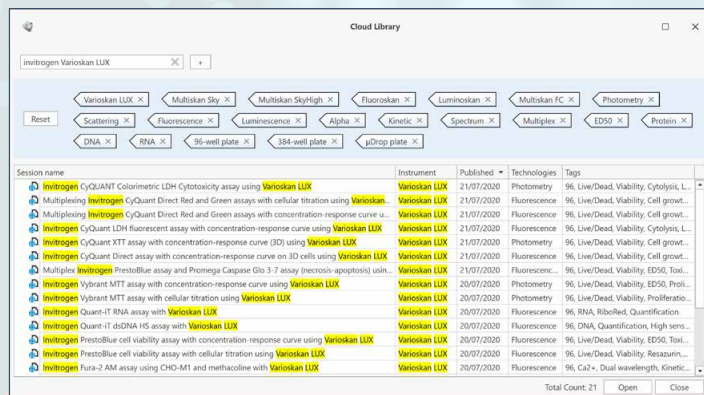 Cloud Library
invitrogen Varioskan LUX
+
Varioskan LUX Multiskan Sky Multiskan SkyHigh Fluoroskan Luminoskan Multiskan FC Photometry
Reset Scattering Fluorescence Luminescence Alpha Kinetic Spectrum Multiplex ED50 Protein
DNA RNA 96-well plate 384-well plate µDrop plate
Session name Instrument Published Technologies Tags
Invitrogen CyQUANT Colorimetric LDH Cytotoxicity assay using Varioskan LUX Varioskan LUX 21/07/2020 Photometry 96, Live/Dead, Viability, Cytolysis, L...
Multiplexing Invitrogen CyQuant Direct Red and Green assays with cellular titration using Varioskan... Varioskan LUX 21/07/2020 Fluorescence 96, Live/Dead, Viability, Cell growt...
Multiplexing Invitrogen CyQuant Direct Red and Green assays with concentration-response curve u... Varioskan LUX 21/07/2020 Fluorescence 96, Live/Dead, Viability, Cell growt...
Invitrogen CyQuant LDH fluorescent assay with concentration-response curve using Varioskan LUX Varioskan LUX 21/07/2020 Fluorescence 96, Live/Dead, Viability, Cytolysis, L...
Invitrogen CyQuant XTT assay with concentration-response curve (3D) using Varioskan LUX Varioskan LUX 21/07/2020 Photometry 96, Live/Dead, Viability, Cell growt...
Invitrogen CyQuant Direct assay with concentration-response curve on 3D cells using Varioskan LUX Varioskan LUX 21/07/2020 Fluorescence 96, Live/Dead, Viability, Cell growt...
Multiplex Invitrogen PrestoBlue assay and Promega Caspase Glo 3-7 assay (necrosis-apoptosis) usin... Varioskan LUX 21/07/2020 Fluorescenc... 96, Live/Dead, Viability, ED50, Toxi...
Invitrogen Vybrant MTT assay with concentration-response curve using Varioskan LUX Varioskan LUX 20/07/2020 Photometry 96, Live/Dead, Viability, ED50, Proli...
Invitrogen Vybrant MTT assay with cellular titration using Varioskan LUX Varioskan LUX 20/07/2020 Photometry 96, Live/Dead, Viability, Proliferatio...
Invitrogen Quant-iT RNA assay with Varioskan LUX Varioskan LUX 20/07/2020 Fluorescence 96, RNA, RiboRed, Quantification
Invitrogen Quant-iT dsDNA HS assay with Varioskan LUX Varioskan LUX 20/07/2020 Fluorescence 96, DNA, Quantification, High sens...
Invitrogen PrestoBlue cell viability assay with concentration-response curve using Varioskan LUX Varioskan LUX 20/07/2020 Fluorescence 96, Live/Dead, Viability, ED50, Toxi...
Invitrogen PrestoBlue cell viability assay with cellular titration using Varioskan LUX Varioskan LUX 20/07/2020 Fluorescence 96, Live/Dead, Viability, Resazurin,...
Invitrogen Fura-2 AM assay using CHO-M1 and methacoline with Varioskan LUX Varioskan LUX 20/07/2020 Fluorescence 96, Ca2+, Dual wavelength, Kinetic...
Total Count: 21 Open Close